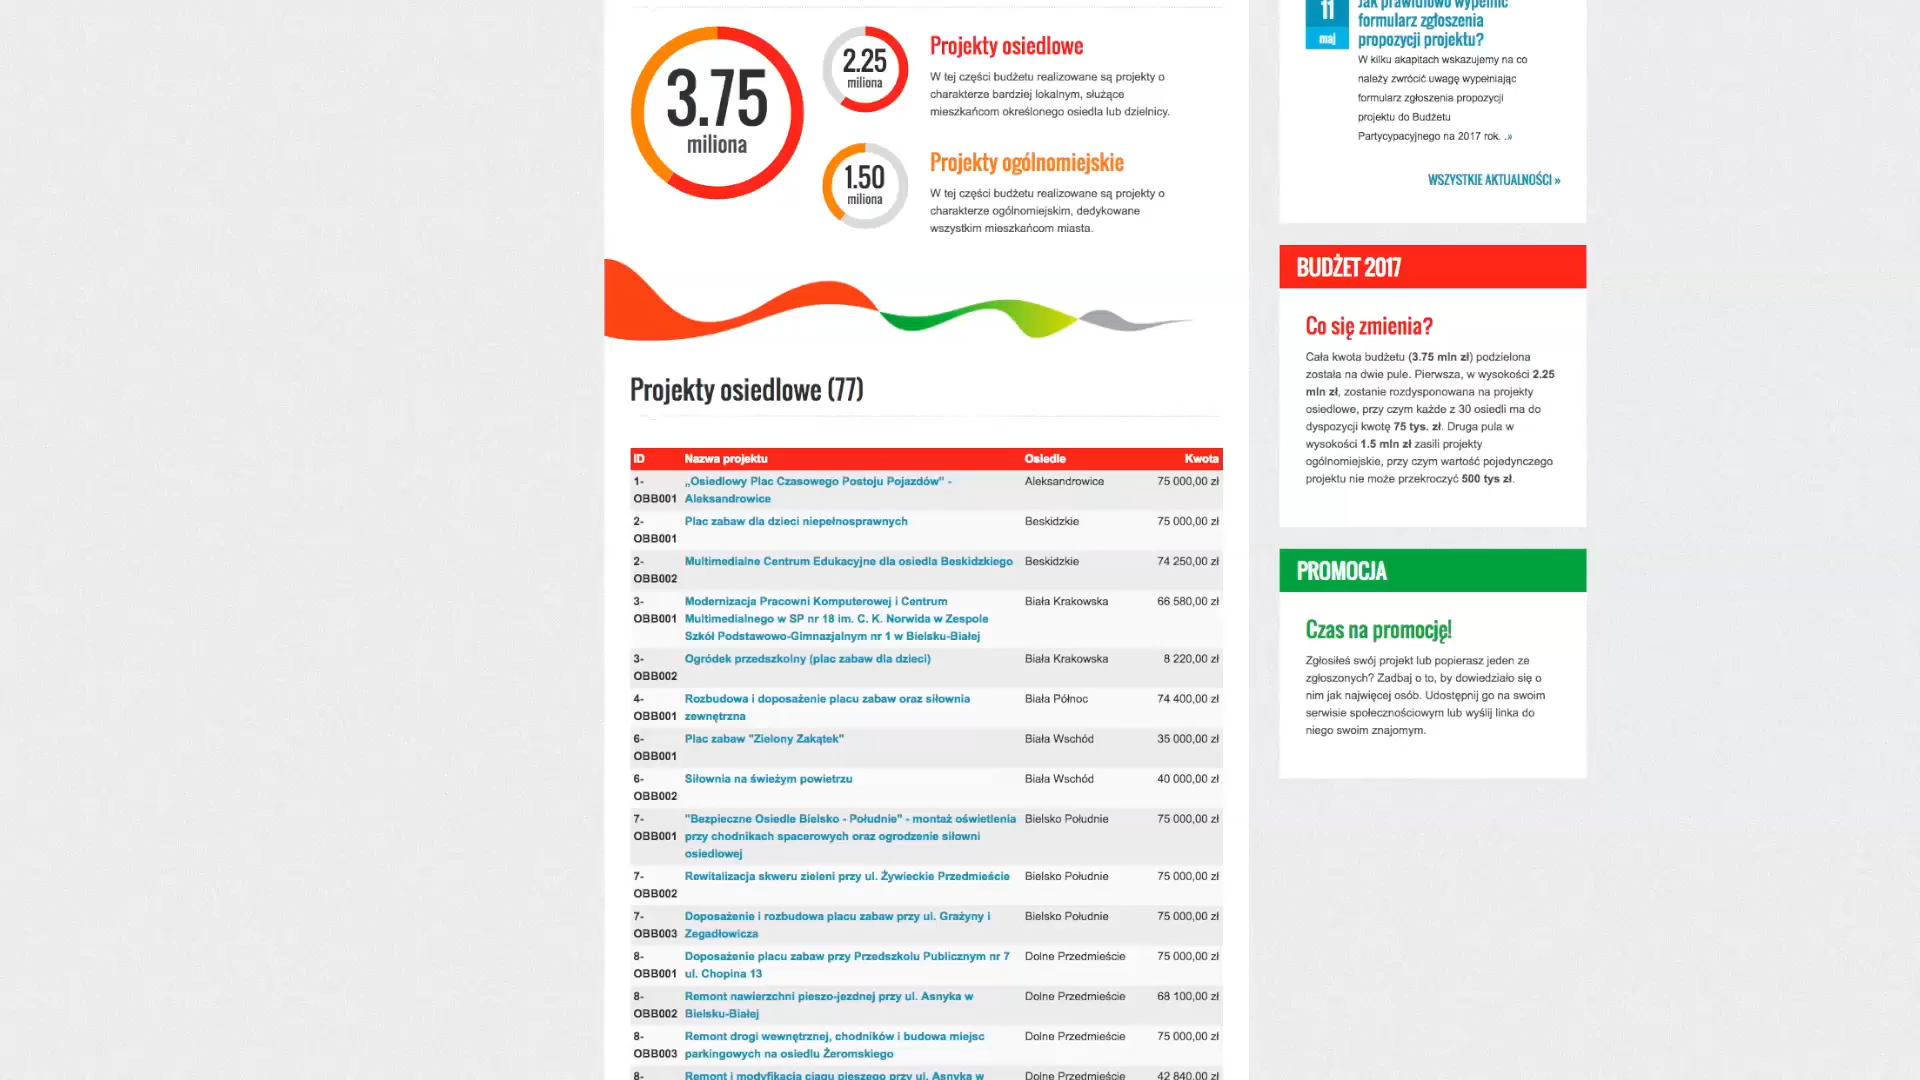 3.75
miliona
2.25
miliona
Projekty osiedlowe
W tej części budżetu realizowane są projekty o
charakterze bardziej lokalnym, służące
mieszkańcom określonego osiedla lub dzielnicy.
1.50
miliona
Projekty ogólnomiejskie
W tej części budżetu realizowane są projekty o
charakterze ogólnomiejskim, dedykowane
wszystkim mieszkańcom miasta.
Projekty osiedlowe (77)
ID Nazwa projektu Osiedle Kwota
1- „Osiedlowy Plac Czasowego Postoju Pojazdów" - Aleksandrowice 75 000,00 zł
OBB001 Aleksandrowice
2- Plac zabaw dla dzieci niepełnosprawnych Beskidzkie 75 000,00 zł
OBB001
2- Multimedialne Centrum Edukacyjne dla osiedla Beskidzkiego Beskidzkie 74 250,00 zł
OBB002
3- Modernizacja Pracowni Komputerowej i Centrum Biała Krakowska 66 580,00 zł
OBB001 Multimedialnego w SP nr 18 im. C. K. Norwida w Zespole
Szkół Podstawowo-Gimnazjalnym nr 1 w Bielsku-Białej
3- Ogródek przedszkolny (plac zabaw dla dzieci) Biała Krakowska 8 220,00 zł
OBB002
4- Rozbudowa i doposażenie placu zabaw oraz siłownia Biała Północ 74 400,00 zł
OBB001 zewnętrzna
6- Plac zabaw "Zielony Zakątek" Biała Wschód 35 000,00 zł
OBB001
6- Siłownia na świeżym powietrzu Biała Wschód 40 000,00 zł
OBB002
7- "Bezpieczne Osiedle Bielsko - Południe" - montaż oświetlenia Bielsko Południe 75 000,00 zł
OBB001 przy chodnikach spacerowych oraz ogrodzenie siłowni
osiedlowej
7- Rewitalizacja skweru zieleni przy ul. Żywieckie Przedmieście Bielsko Południe 75 000,00 zł
OBB002
7- Doposażenie i rozbudowa placu zabaw przy ul. Grażyny i Bielsko Południe 75 000,00 zł
OBB003 Zegadłowicza
8- Doposażenie placu zabaw przy Przedszkolu Publicznym nr 7 Dolne Przedmieście 75 000,00 zł
OBB001 ul. Chopina 13
8- Remont nawierzchni pieszo-jezdnej przy ul. Asnyka w Dolne Przedmieście 68 100,00 zł
OBB002 Bielsku-Białej
8- Remont drogi wewnętrznej, chodników i budowa miejsc Dolne Przedmieście 75 000,00 zł
OBB003 parkingowych na osiedlu Żeromskiego
8- Remont i modyfikacja ciągu pieszego przy ul. Asnyka w Dolne Przedmieście 42 840,00 zł
11
maj
Jak prawidłowo wypełnić
formularz zgłoszenia
propozycji projektu?
W kilku akapitach wskazujemy na co
należy zwrócić uwagę wypełniając
formularz zgłoszenia propozycji
projektu do Budżetu
Partycypacyjnego na 2017 rok. .»
WSZYSTKIE AKTUALNOŚCI »
BUDŻET 2017
Co się zmienia?
Cała kwota budżetu (3.75 mln zł) podzielona
została na dwie pule. Pierwsza, w wysokości 2.25
mln zł, zostanie rozdysponowana na projekty
osiedlowe, przy czym każde z 30 osiedli ma do
dyspozycji kwotę 75 tys. zł. Druga pula w
wysokości 1.5 mln zł zasili projekty
ogólnomiejskie, przy czym wartość pojedynczego
projektu nie może przekroczyć 500 tys zł.
PROMOCJA
Czas na promocję!
Zgłosiłeś swój projekt lub popierasz jeden ze
zgłoszonych? Zadbaj o to, by dowiedziało się o
nim jak najwięcej osób. Udostępnij go na swoim
serwisie społecznościowym lub wyślij linka do
niego swoim znajomym.